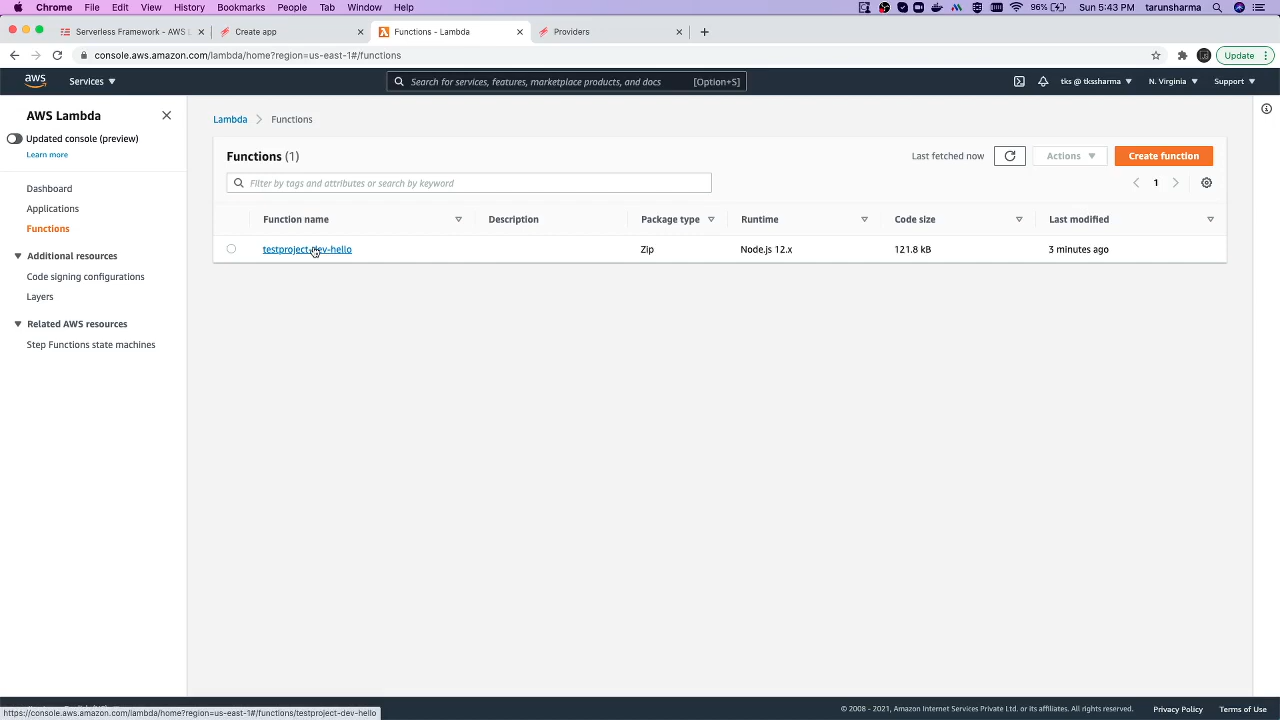 Chrome File Edit View History Bookmarks People Tab Window Help 96% Sun 5:43 PM tarunsharma
Serverless Framework - AWS L Create app Functions - Lambda Providers
console.aws.amazon.com/lambda/home?region=us-east-1#/functions Update
aws Services Search for services, features, marketplace products, and docs [Option+S] tks @ tkssharma N. Virginia Support
AWS Lambda
Updated console (preview)
Learn more
Dashboard
Applications
Functions
Additional resources
Code signing configurations
Layers
Related AWS resources
Step Functions state machines
Lambda Functions
Functions (1) Last fetched now Actions Create function
Filter by tags and attributes or search by keyword 1
Function name Description Package type Runtime Code size Last modified
testproject-dev-hello Zip Node.js 12.x 121.8 kB 3 minutes ago
https://console.aws.amazon.com/lambda/home?region=us-east-1#/functions/testproject-dev-hello
© 2008 - 2021, Amazon Internet Services Private Ltd. or its affiliates. All rights reserved. Privacy Policy Terms of Use